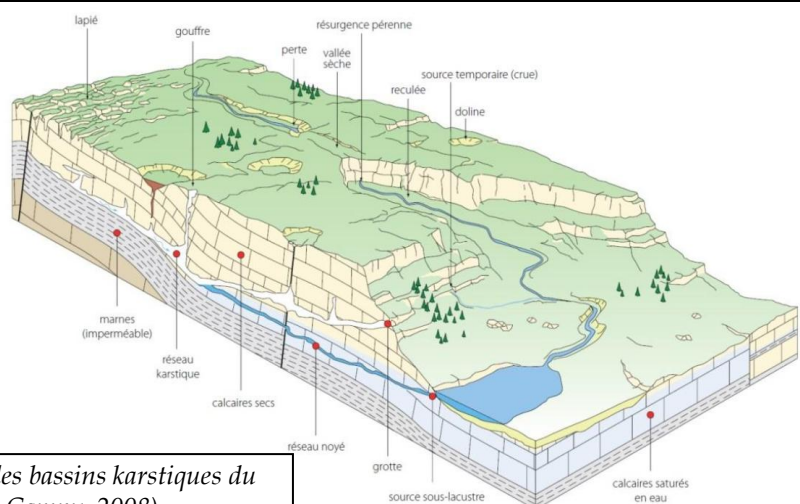 lapié
gouffre
résurgence pérenne
perte
vallée
sèche
source temporaire (crue)
reculée
doline
marnes
(imperméable)
réseau
karstique
calcaires secs
réseau noyé
grotte
source sous-lacustre
calcaires saturés
en eau
les bassins karstiques du
2008)